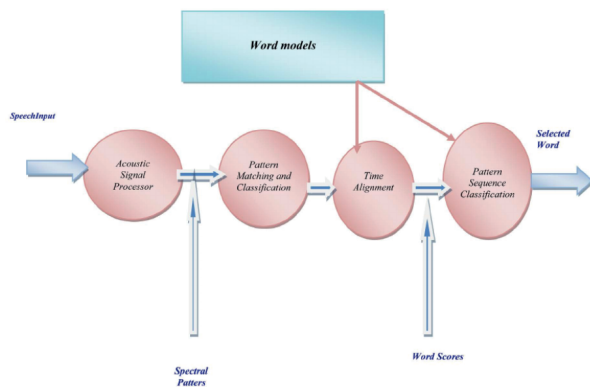 Word models
SpeechInput
Acoustic
Signal
Processor
Pattern
Matching and
Classification
Time
Alignment
Pattern
Sequence
Classification
Selected
Word
Spectral
Patters
Word Scores